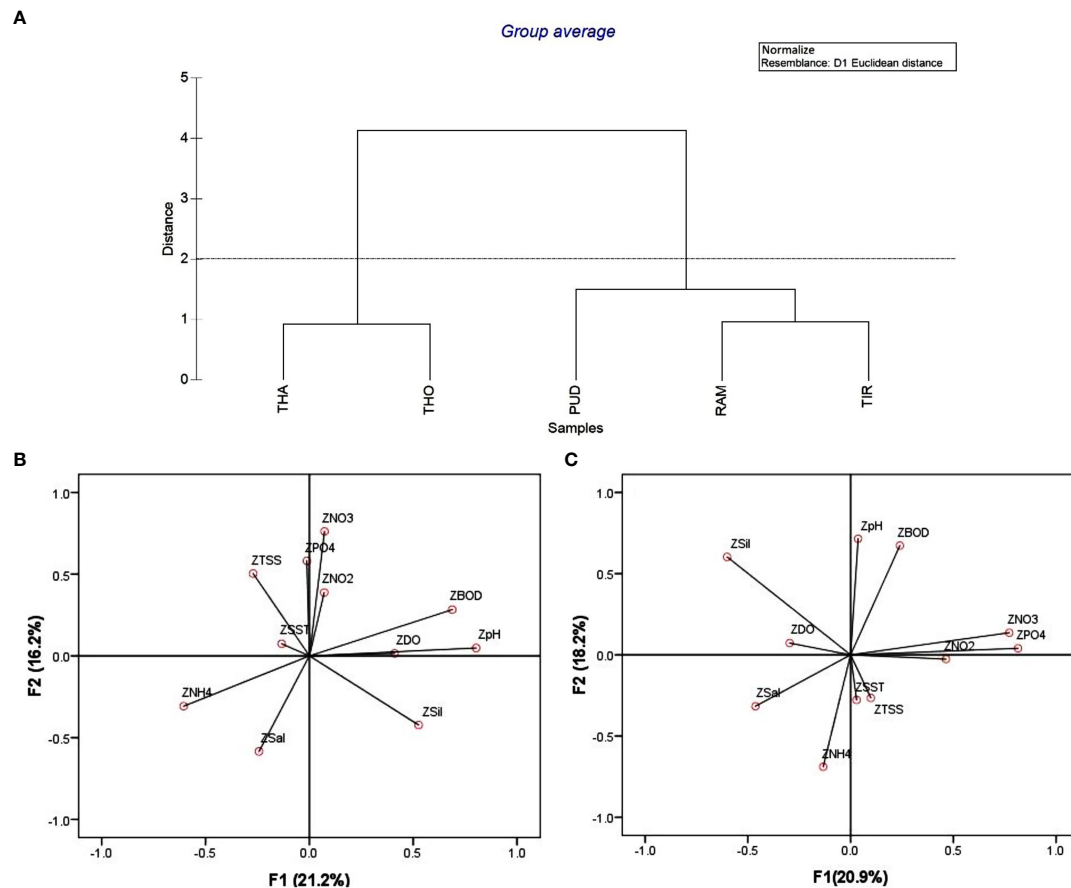 A
Group average
Normalize
Resemblance: D1 Euclidean distance
5
4
3
2
1
0
Distance
THA
THO
PUD
RAM
TIR
Samples
B
1.0
0.5
0.0
-0.5
-1.0
F2 (16.2%)
ZNO3
ZPO4
ZTSS
ZNO2
ZBOD
ZSST
ZDO
ZpH
ZNH4
ZSil
ZSal
-1.0 -0.5 0.0 0.5 1.0
F1 (21.2%)
C
1.0
0.5
0.0
-0.5
-1.0
F2 (18.2%)
ZpH
ZBOD
ZSil
ZNO3
ZPO4
ZDO
ZNO2
ZSST
ZSal
ZTSS
ZNH4
-1.0 -0.5 0.0 0.5 1.0
F1(20.9%)